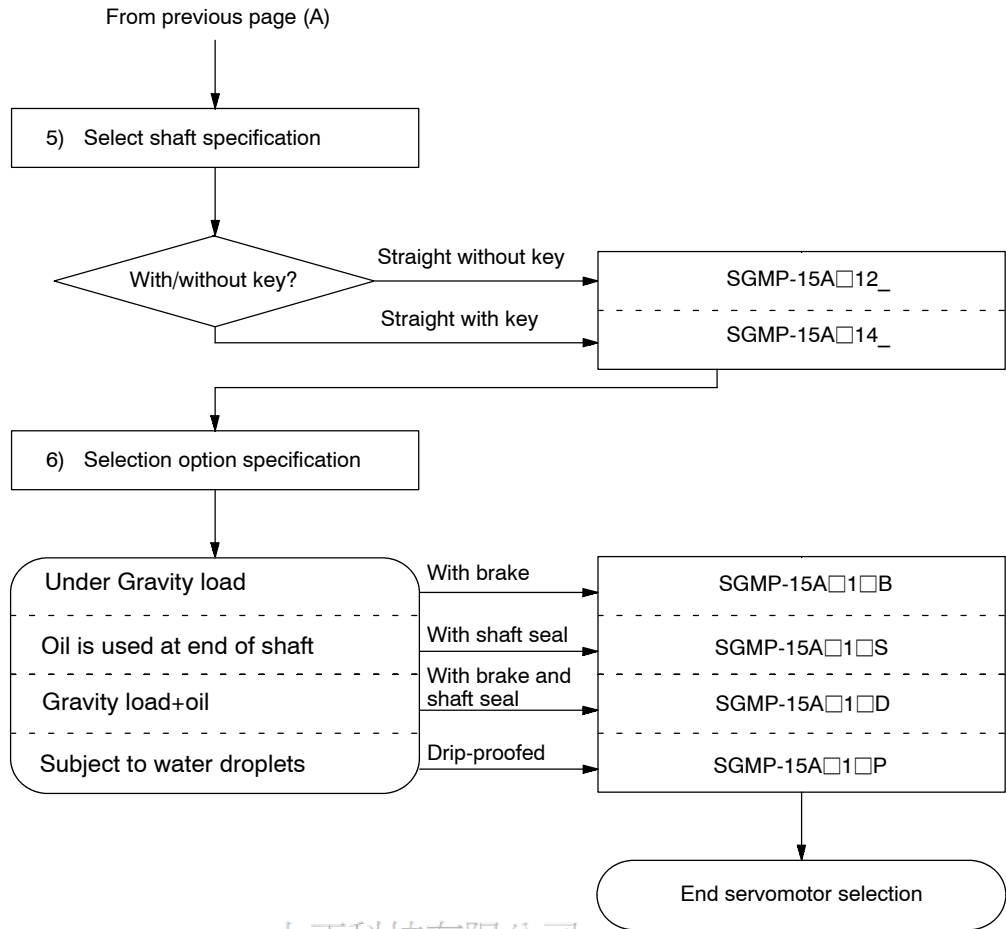 From previous page (A)
5) Select shaft specification
With/without key?
Straight without key
SGMP-15A□12_
Straight with key
SGMP-15A□14_
6) Selection option specification
Under Gravity load
With brake
SGMP-15A□1□B
Oil is used at end of shaft
With shaft seal
SGMP-15A□1□S
Gravity load+oil
With brake and
shaft seal
SGMP-15A□1□D
Subject to water droplets
Drip-proofed
SGMP-15A□1□P
End servomotor selection